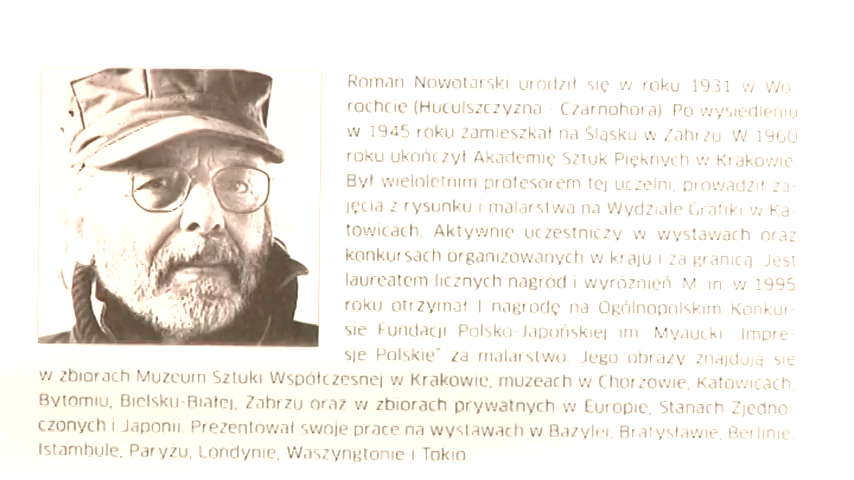 Roman Nowotarski urodził się w roku 1931 w Wo-
rochcie (Huculszczyzna - Czarnohora). Po wysiedleniu
w 1945 roku zamieszkał na Śląsku w Zabrzu. W 1960
roku ukończył Akademię Sztuk Pięknych w Krakowie.
Był wieloletnim profesorem tej uczelni, prowadził za-
jęcia z rysunku i malarstwa na Wydziale Grafiki w Ka-
towicach. Aktywnie uczestniczy w wystawach oraz
konkursach organizowanych w kraju i za granicą. Jest
laureatem licznych nagród i wyróżnień. M. in. w 1995
roku otrzymał I nagrodę na Ogólnopolskim Konkur-
sie Fundacji Polsko-Japońskiej im. Miyauchi „Impre-
sje Polskie” za malarstwo. Jego obrazy znajdują się
w zbiorach Muzeum Sztuki Współczesnej w Krakowie, muzeach w Chorzowie, Katowicach,
Bytomiu, Bielsku-Białej, Zabrzu oraz w zbiorach prywatnych w Europie, Stanach Zjedno-
czonych i Japonii. Prezentował swoje prace na wystawach w Bazylei, Bratysławie, Berlinie,
Istambule, Paryżu, Londynie, Waszyngtonie i Tokio.